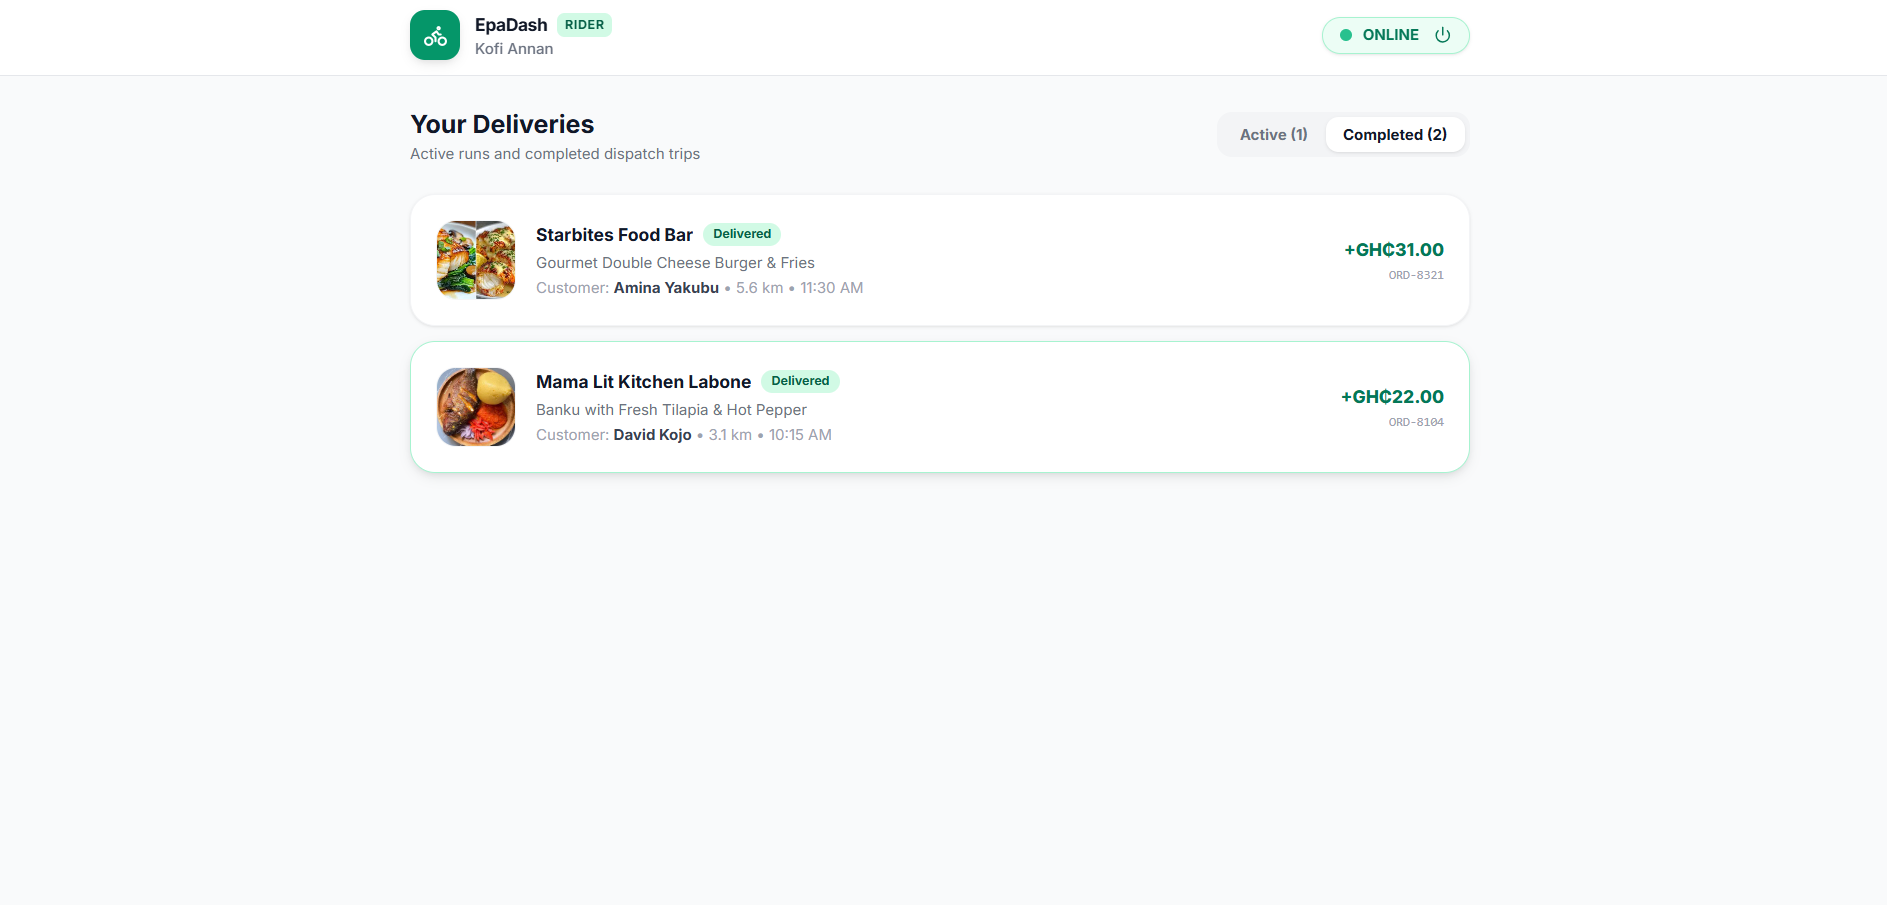 EpaDash RIDER
Kofi Annan
ONLINE
Your Deliveries
Active runs and completed dispatch trips
Active (1) Completed (2)
Starbites Food Bar Delivered
Gourmet Double Cheese Burger & Fries
Customer: Amina Yakubu • 5.6 km • 11:30 AM
+GH₵31.00
ORD-8321
Mama Lit Kitchen Labone Delivered
Banku with Fresh Tilapia & Hot Pepper
Customer: David Kojo • 3.1 km • 10:15 AM
+GH₵22.00
ORD-8104